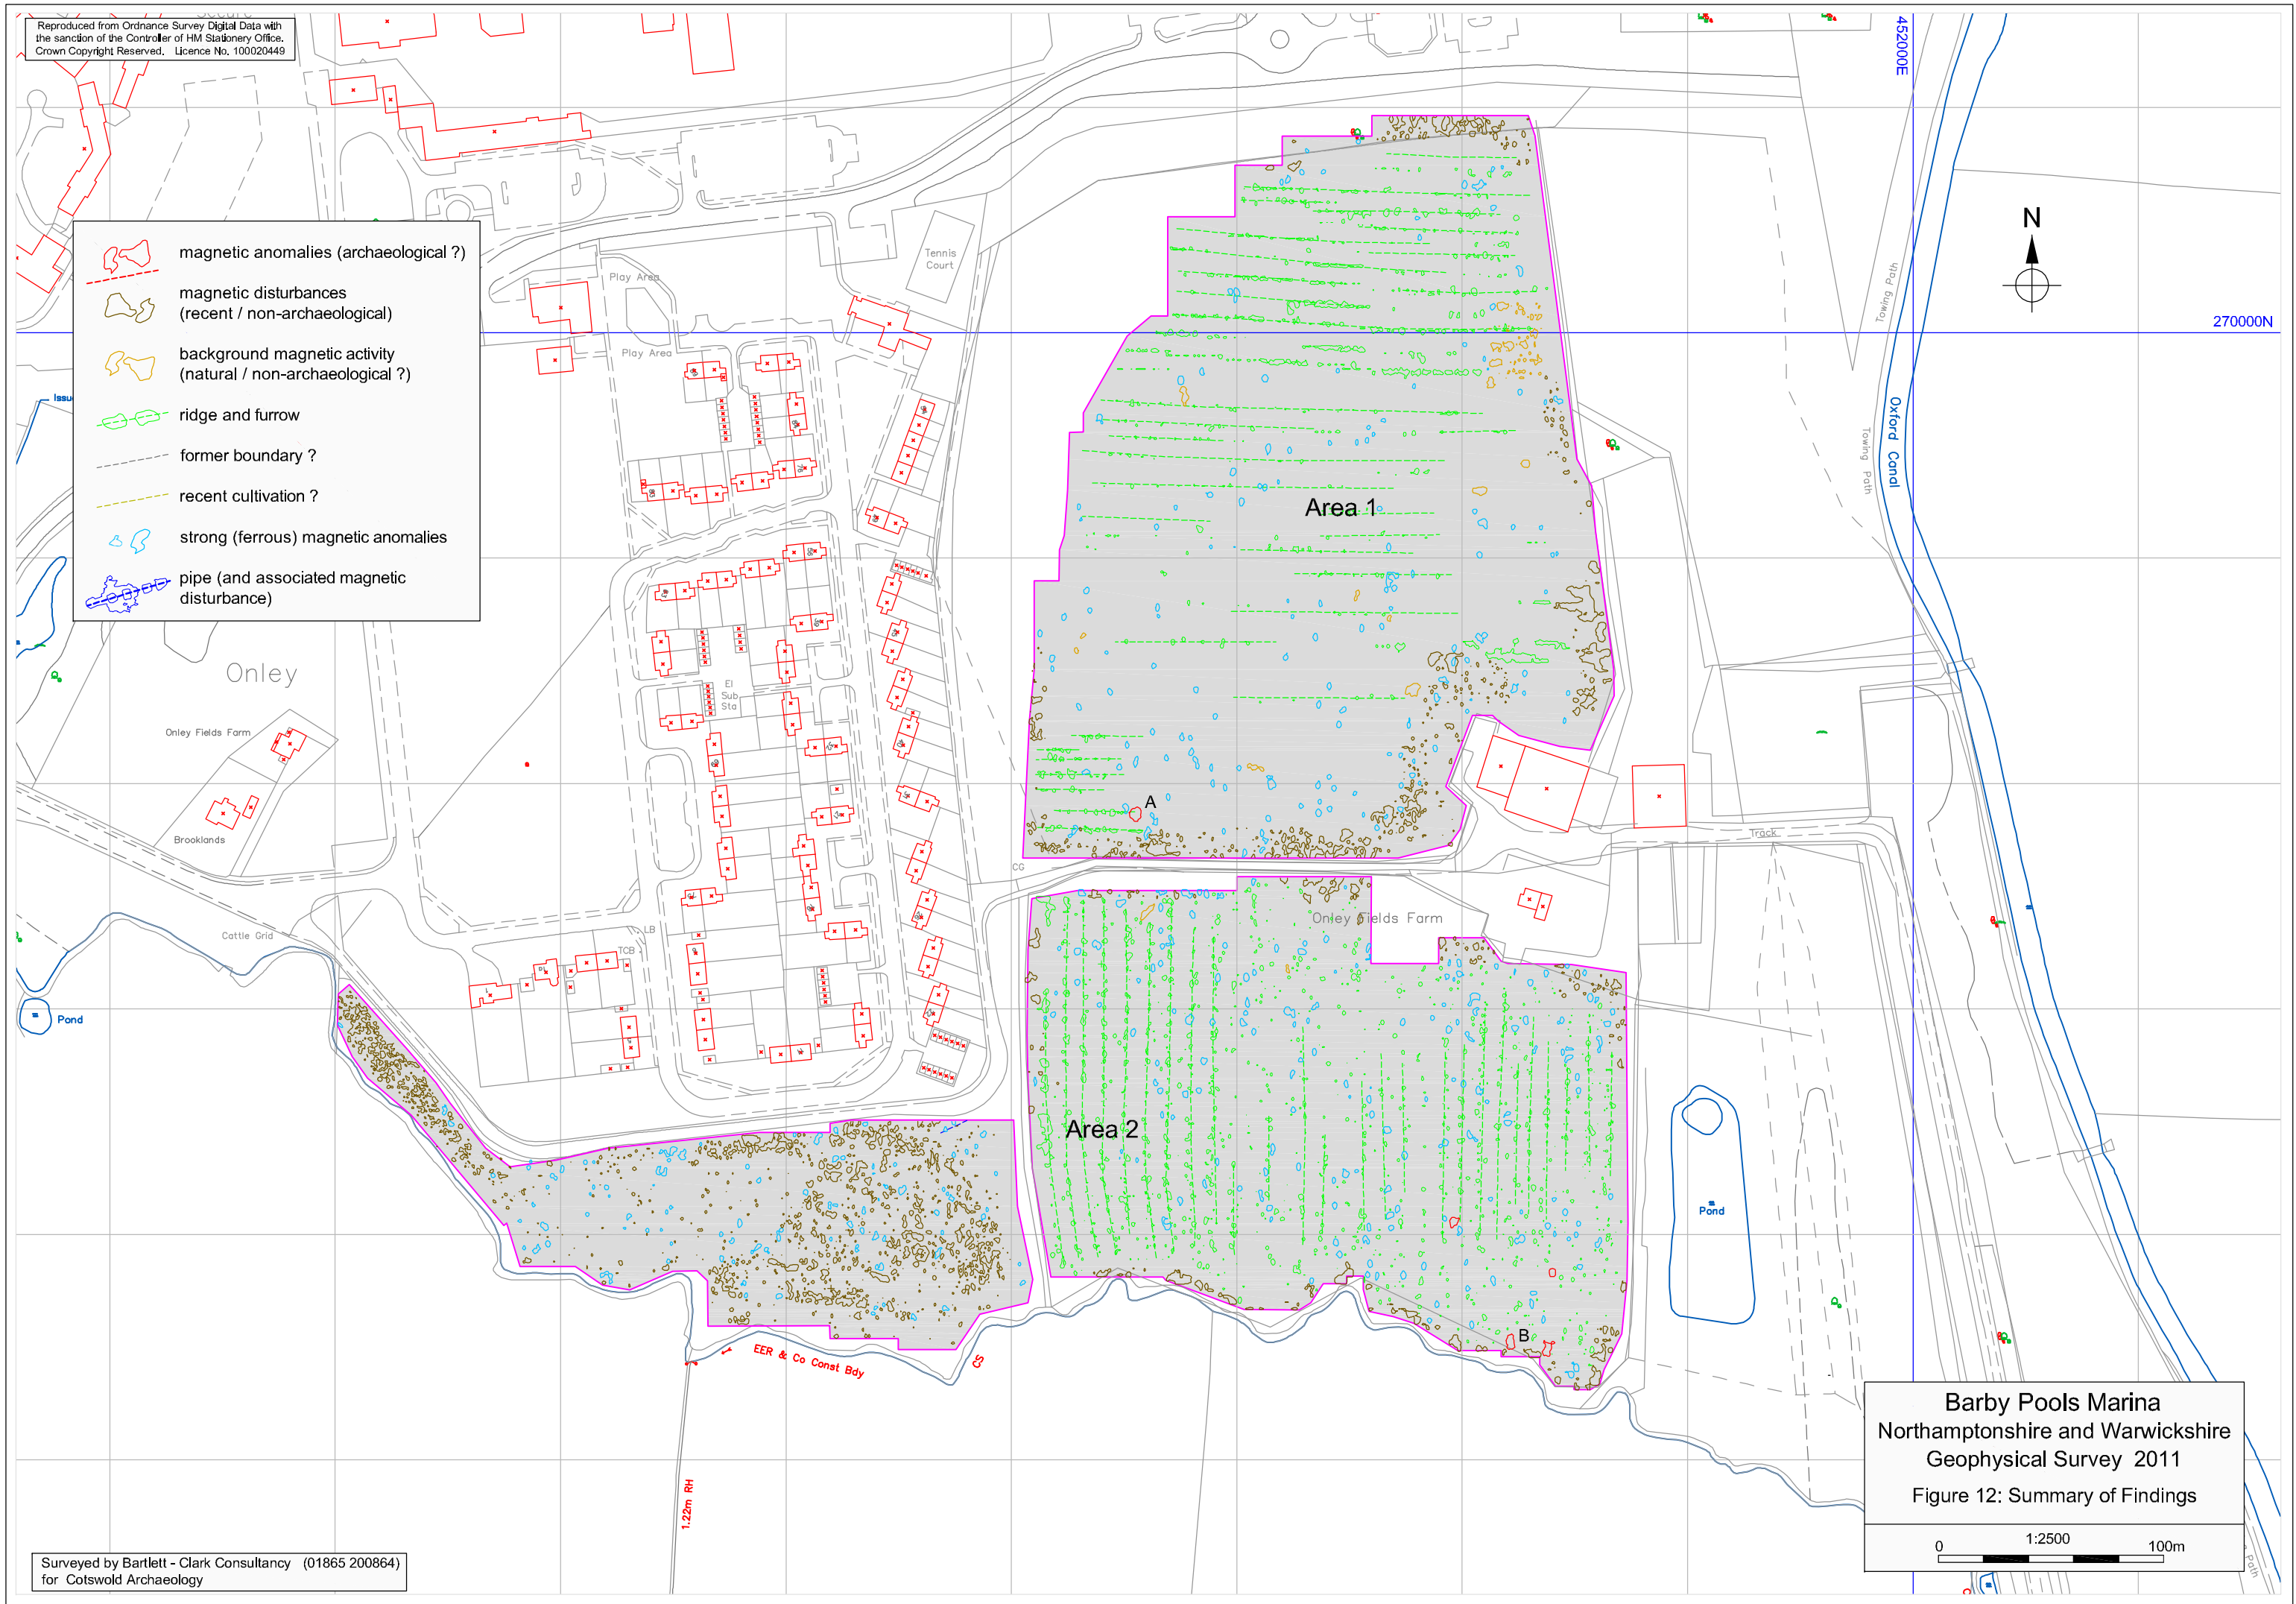 Reproduced from Ordnance Survey Digital Data with
the sanction of the Controller of HM Stationery Office.
Crown Copyright Reserved. Licence No. 100020449
452000E
N
270000N
magnetic anomalies (archaeological ?)
magnetic disturbances
(recent / non-archaeological)
background magnetic activity
(natural / non-archaeological ?)
ridge and furrow
former boundary ?
recent cultivation ?
strong (ferrous) magnetic anomalies
pipe (and associated magnetic
disturbance)
Tennis
Court
Play Area
Play Area
Towing Path
Towing Path
Oxford Canal
Area 1
Onley
El
Sub
Sta
Onley Fields Farm
Brooklands
A
Track
CG
Onley Fields Farm
Cattle Grid
LB
TCB
Pond
Area 2
Pond
B
EER & Co Const Bdy
CS
1.22m RH
Barby Pools Marina
Northamptonshire and Warwickshire
Geophysical Survey 2011
Figure 12: Summary of Findings
1:2500
0 100m
Path
Surveyed by Bartlett - Clark Consultancy (01865 200864)
for Cotswold Archaeology